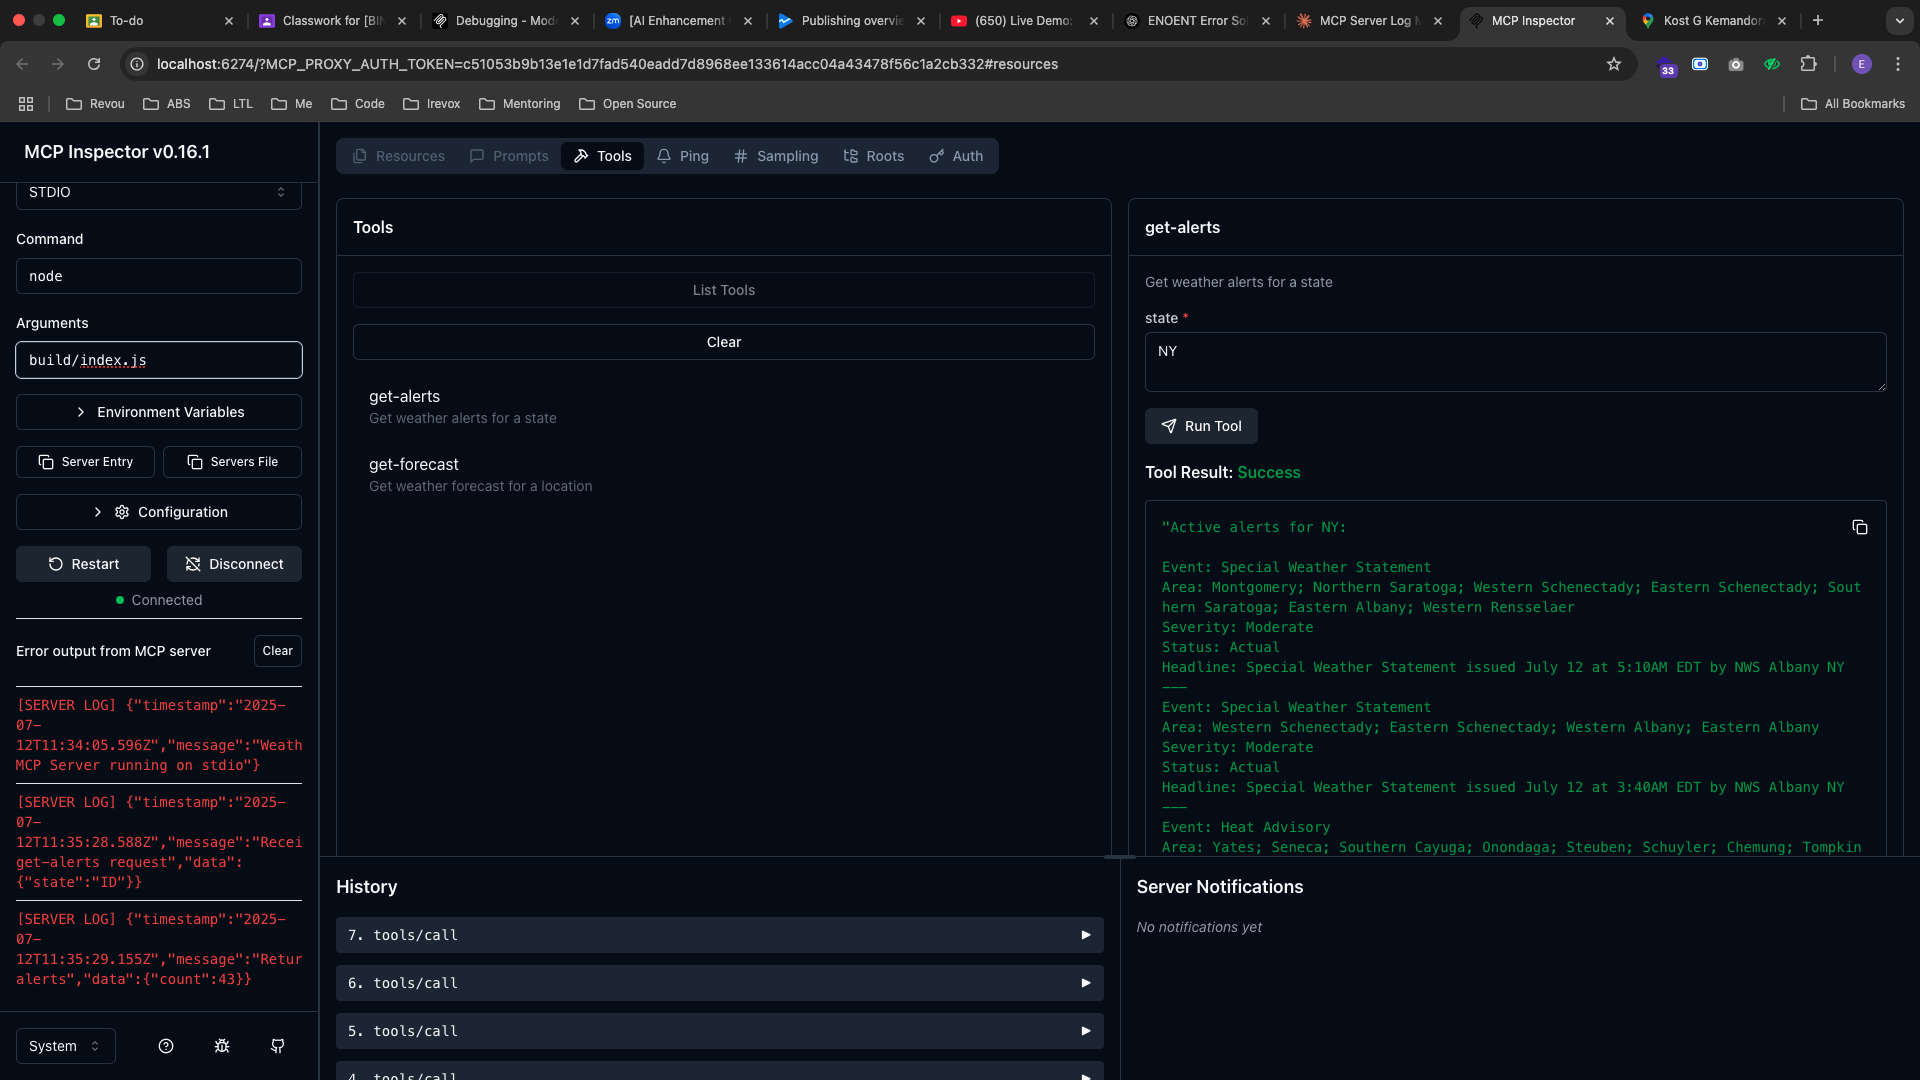 To-do
Classwork for [BIN
Debugging - Mod
[AI Enhancement
Publishing overvie
(650) Live Demo:
ENOENT Error So
MCP Server Log M
MCP Inspector
Kost G Kemandor
localhost:6274/?MCP_PROXY_AUTH_TOKEN=c51053b9b13e1e1d7fad540eadd7d8968ee133614acc04a43478f56c1a2cb332#resources
33
E
Revou
ABS
LTL
Me
Code
Irevox
Mentoring
Open Source
All Bookmarks
MCP Inspector v0.16.1
STDIO
Command
node
Arguments
build/index.js
Environment Variables
Server Entry
Servers File
Configuration
Restart
Disconnect
Connected
Error output from MCP server
Clear
[SERVER LOG] {"timestamp":"2025-
07-
12T11:34:05.596Z","message":"Weath
MCP Server running on stdio"}
[SERVER LOG] {"timestamp":"2025-
07-
12T11:35:28.588Z","message":"Recei
get-alerts request","data":
{"state":"ID"}}
[SERVER LOG] {"timestamp":"2025-
07-
12T11:35:29.155Z","message":"Retur
alerts","data":{"count":43}}
System
Resources
Prompts
Tools
Ping
Sampling
Roots
Auth
Tools
List Tools
Clear
get-alerts
Get weather alerts for a state
get-forecast
Get weather forecast for a location
get-alerts
Get weather alerts for a state
state *
NY
Run Tool
Tool Result: Success
"Active alerts for NY:
Event: Special Weather Statement
Area: Montgomery; Northern Saratoga; Western Schenectady; Eastern Schenectady; Sout
hern Saratoga; Eastern Albany; Western Rensselaer
Severity: Moderate
Status: Actual
Headline: Special Weather Statement issued July 12 at 5:10AM EDT by NWS Albany NY
---
Event: Special Weather Statement
Area: Western Schenectady; Eastern Schenectady; Western Albany; Eastern Albany
Severity: Moderate
Status: Actual
Headline: Special Weather Statement issued July 12 at 3:40AM EDT by NWS Albany NY
---
Event: Heat Advisory
Area: Yates; Seneca; Southern Cayuga; Onondaga; Steuben; Schuyler; Chemung; Tompkin
History
7. tools/call
6. tools/call
5. tools/call
4. tools/call
Server Notifications
No notifications yet